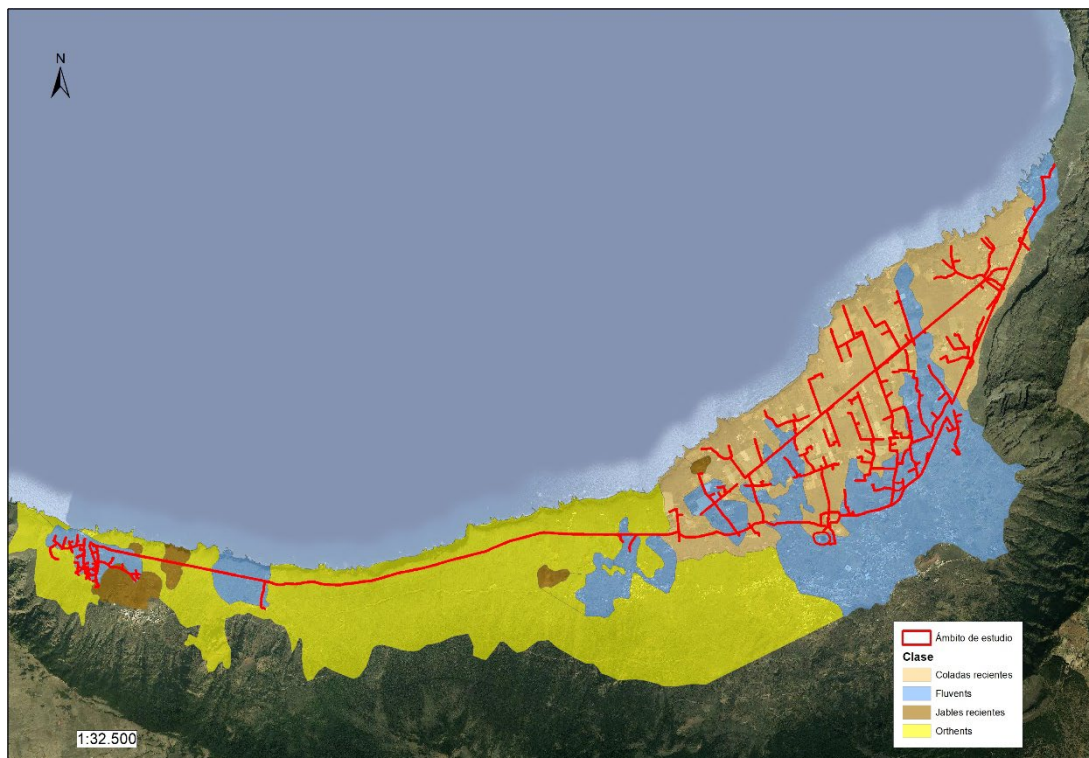 N
Ámbito de estudio
Clase
Coladas recientes
Fluvents
Jables recientes
Orthents
1:32.500